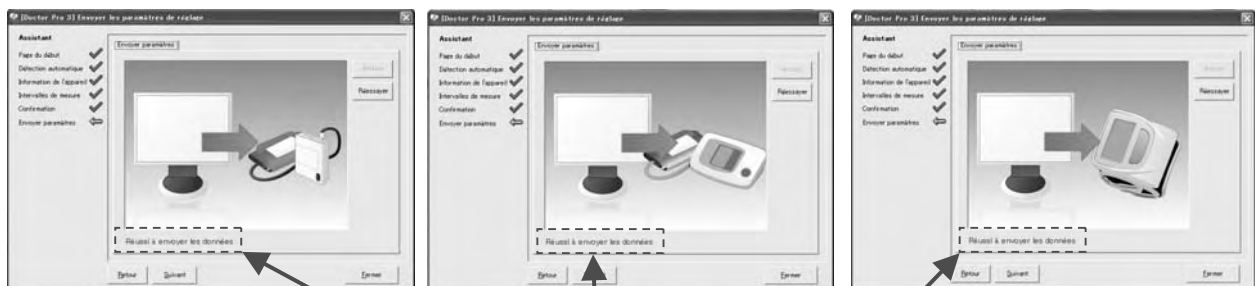 [Doctor Pro 3] Envoyer les paramètres de réglage
Assistant
Page du début
Détection automatique
Information de l'appareil
Intervalles de mesure
Confirmation
Envoyer paramètres
Envoyer paramètres
Réessayer
Réussi à envoyer les données
Retour
Suivant
Fermer
[Doctor Pro 3] Envoyer les paramètres de réglage
Assistant
Page du début
Détection automatique
Information de l'appareil
Intervalles de mesure
Confirmation
Envoyer paramètres
Envoyer paramètres
Réessayer
Réussi à envoyer les données
Retour
Fermer
[Doctor Pro 3] Envoyer les paramètres de réglage
Assistant
Page du début
Détection automatique
Information de l'appareil
Intervalles de mesure
Confirmation
Envoyer paramètres
Envoyer paramètres
Réessayer
Réussi à envoyer les données
Retour
Suivant
Fermer